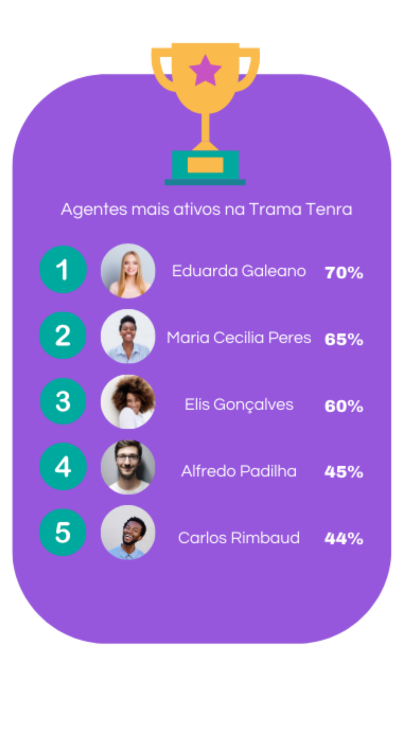 Agentes mais ativos na Trama Tenra
1 Eduarda Galeano 70%
2 Maria Cecilia Peres 65%
3 Elis Gonçalves 60%
4 Alfredo Padilha 45%
5 Carlos Rimbaud 44%